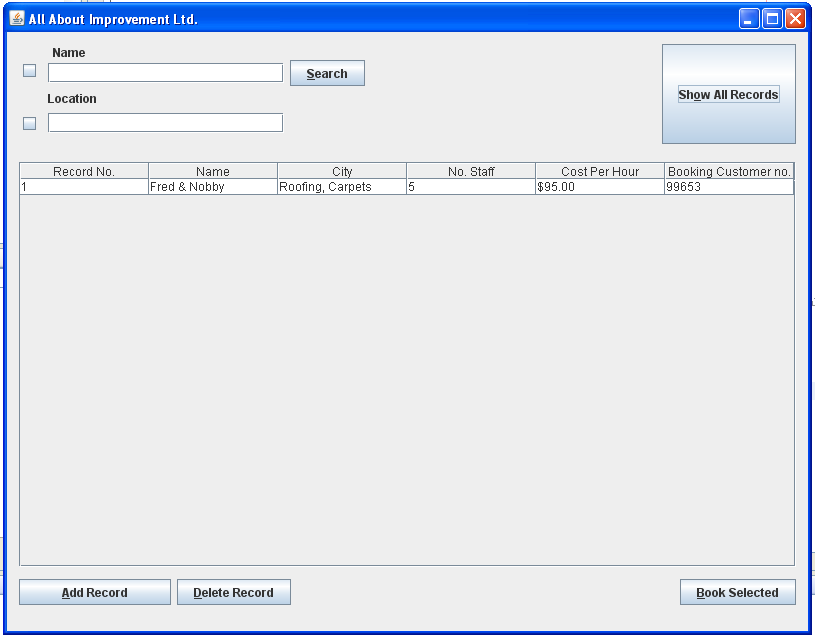 All About Improvement Ltd.
Name
Search
Location
Show All Records
Record No. Name City No. Staff Cost Per Hour Booking Customer no.
1 Fred & Nobby Roofing, Carpets 5 $95.00 99653
Add Record Delete Record Book Selected